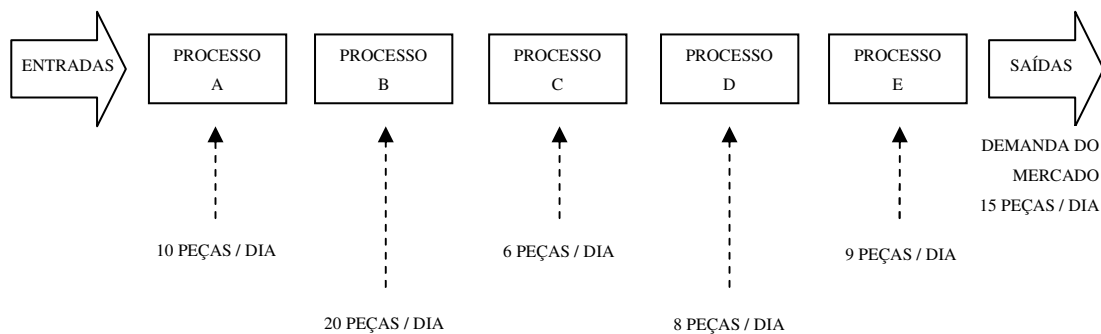 ENTRADAS
PROCESSO
A
PROCESSO
B
PROCESSO
C
PROCESSO
D
PROCESSO
E
SAÍDAS
DEMANDA DO
MERCADO
15 PEÇAS / DIA
10 PEÇAS / DIA
6 PEÇAS / DIA
9 PEÇAS / DIA
20 PEÇAS / DIA
8 PEÇAS / DIA